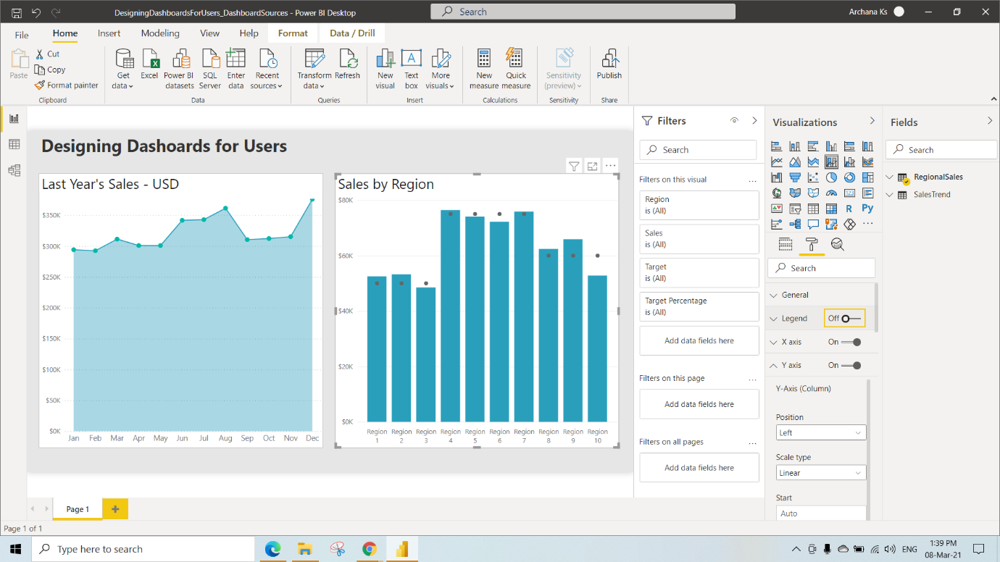 DesigningDashboardsForUsers_DashboardSources - Power BI Desktop
Search
Archana Ks
File
Home
Insert
Modeling
View
Help
Format
Data / Drill
Paste
Cut
Copy
Format painter
Clipboard
Get data
Excel
Power BI datasets
SQL Server
Enter data
Recent sources
Data
Transform data
Refresh
Queries
New visual
Text box
More visuals
Insert
New measure
Quick measure
Calculations
Sensitivity (preview)
Sensitivity
Publish
Share
Designing Dashoards for Users
Last Year's Sales - USD
$350K
$300K
$250K
$200K
$150K
$100K
$50K
$0K
Jan Feb Mar Apr May Jun Jul Aug Sep Oct Nov Dec
Sales by Region
$80K
$60K
$40K
$20K
$0K
Region Region Region Region Region Region Region Region Region Region
1 2 3 4 5 6 7 8 9 10
Filters
Search
Filters on this visual
Region
is (All)
Sales
is (All)
Target
is (All)
Target Percentage
is (All)
Add data fields here
Filters on this page
Add data fields here
Filters on all pages
Add data fields here
Visualizations
R
Py
Search
General
Legend Off
X axis On
Y axis On
Y-Axis (Column)
Position
Left
Scale type
Linear
Start
Auto
Fields
Search
RegionalSales
SalesTrend
Page 1
Page 1 of 1
Type here to search
ENG
1:39 PM
08-Mar-21